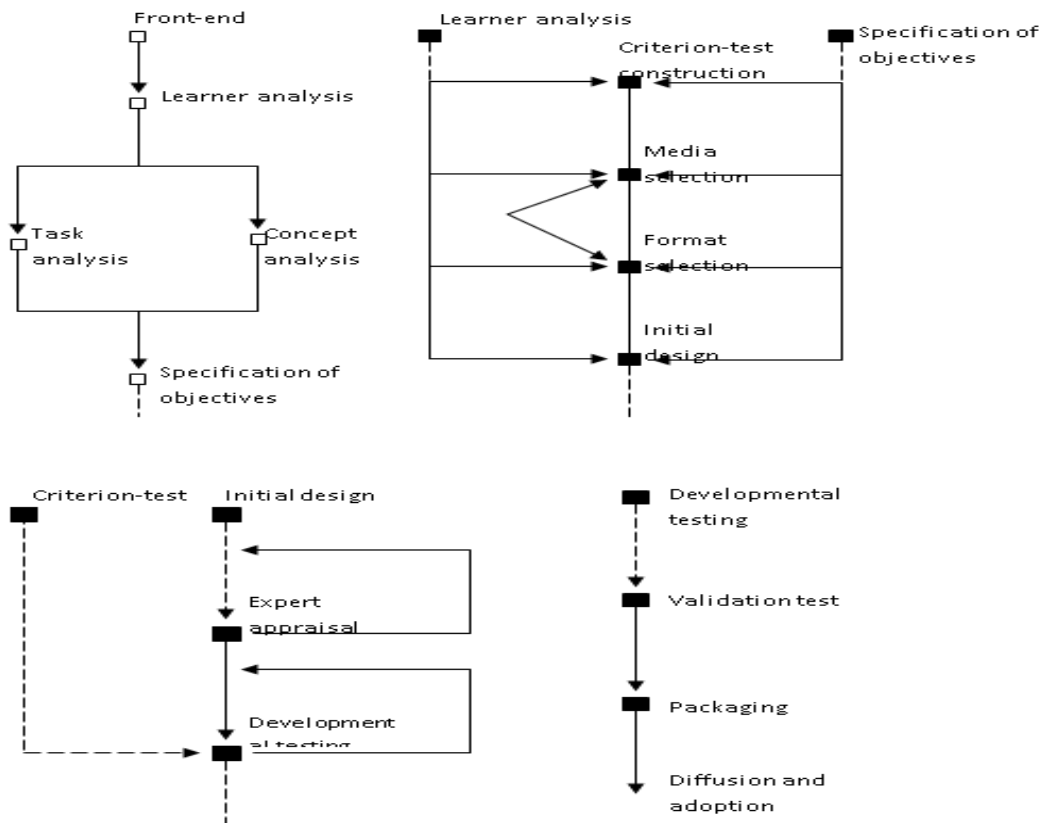 Front-end
Learner analysis
Task
analysis
Concept
analysis
Specification of
objectives
Learner analysis
Specification of
objectives
Criterion-test
construction
Media
selection
Format
selection
Initial
design
Criterion-test
Initial design
Expert
appraisal
Development
al testing
Developmental
testing
Validation test
Packaging
Diffusion and
adoption